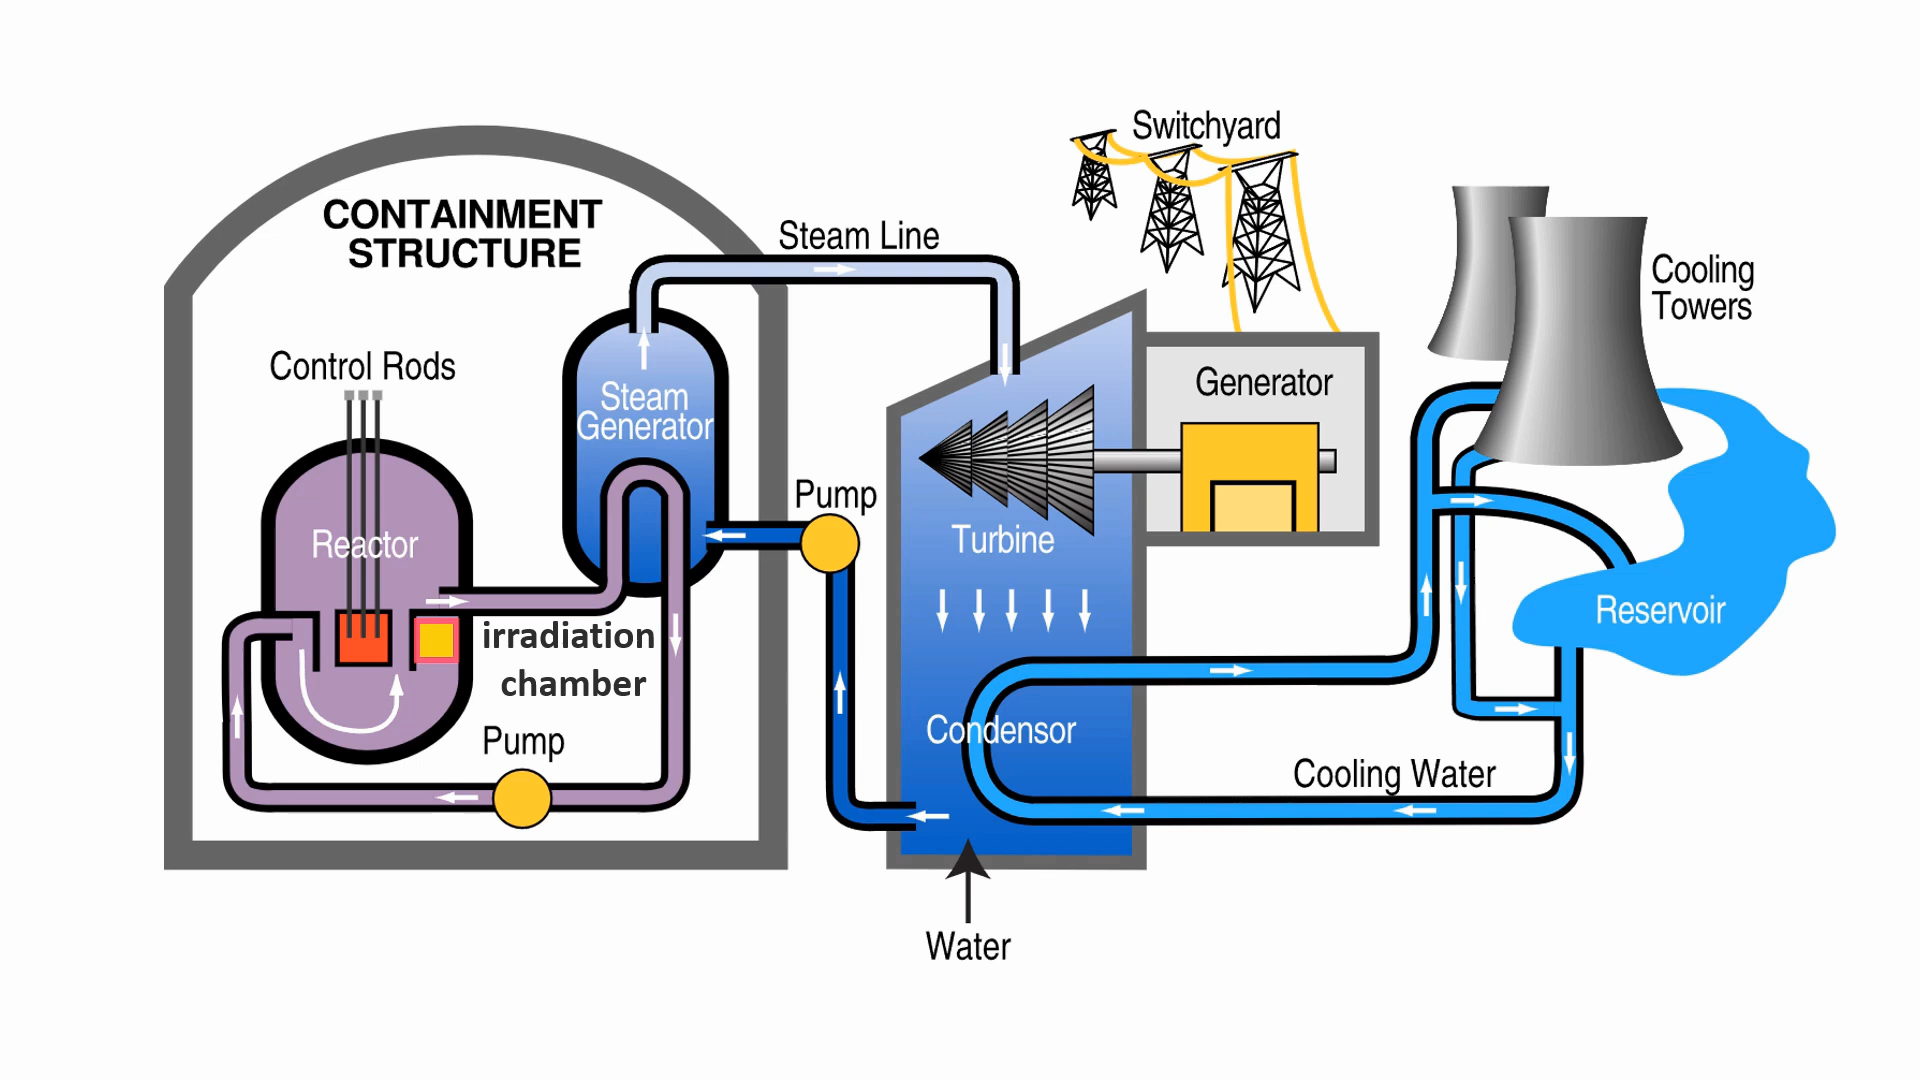 Switchyard
CONTAINMENT
STRUCTURE
Steam Line
Cooling
Towers
Control Rods
Steam
Generator
Generator
Pump
Reactor
Turbine
Reservoir
irradiation
chamber
Pump
Condensor
Cooling Water
Water